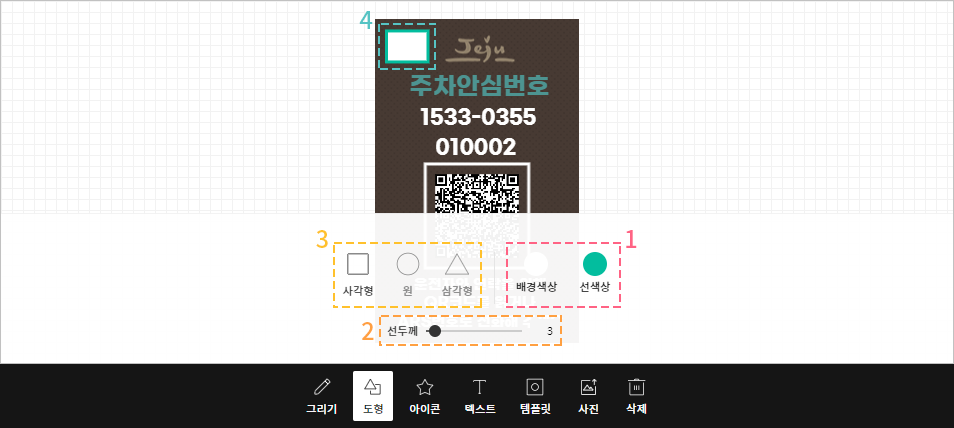 4
Jeju
주차안심번호
1533-0355
010002
3
1
사각형
원
삼각형
배경색상
선색상
2
선두께
3
그리기
도형
아이콘
텍스트
템플릿
사진
삭제